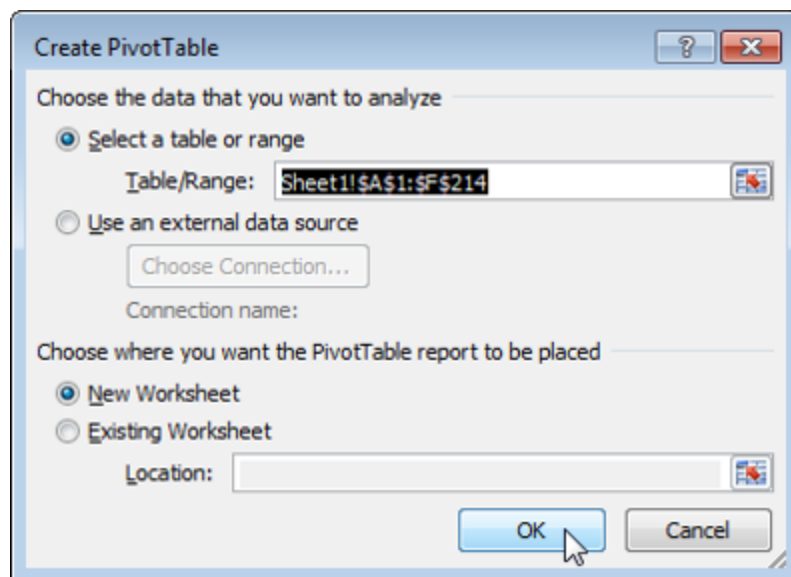 Create PivotTable
Choose the data that you want to analyze
Select a table or range
Table/Range: Sheet1!$A$1:$F$214
Use an external data source
Choose Connection...
Connection name:
Choose where you want the PivotTable report to be placed
New Worksheet
Existing Worksheet
Location:
OK Cancel